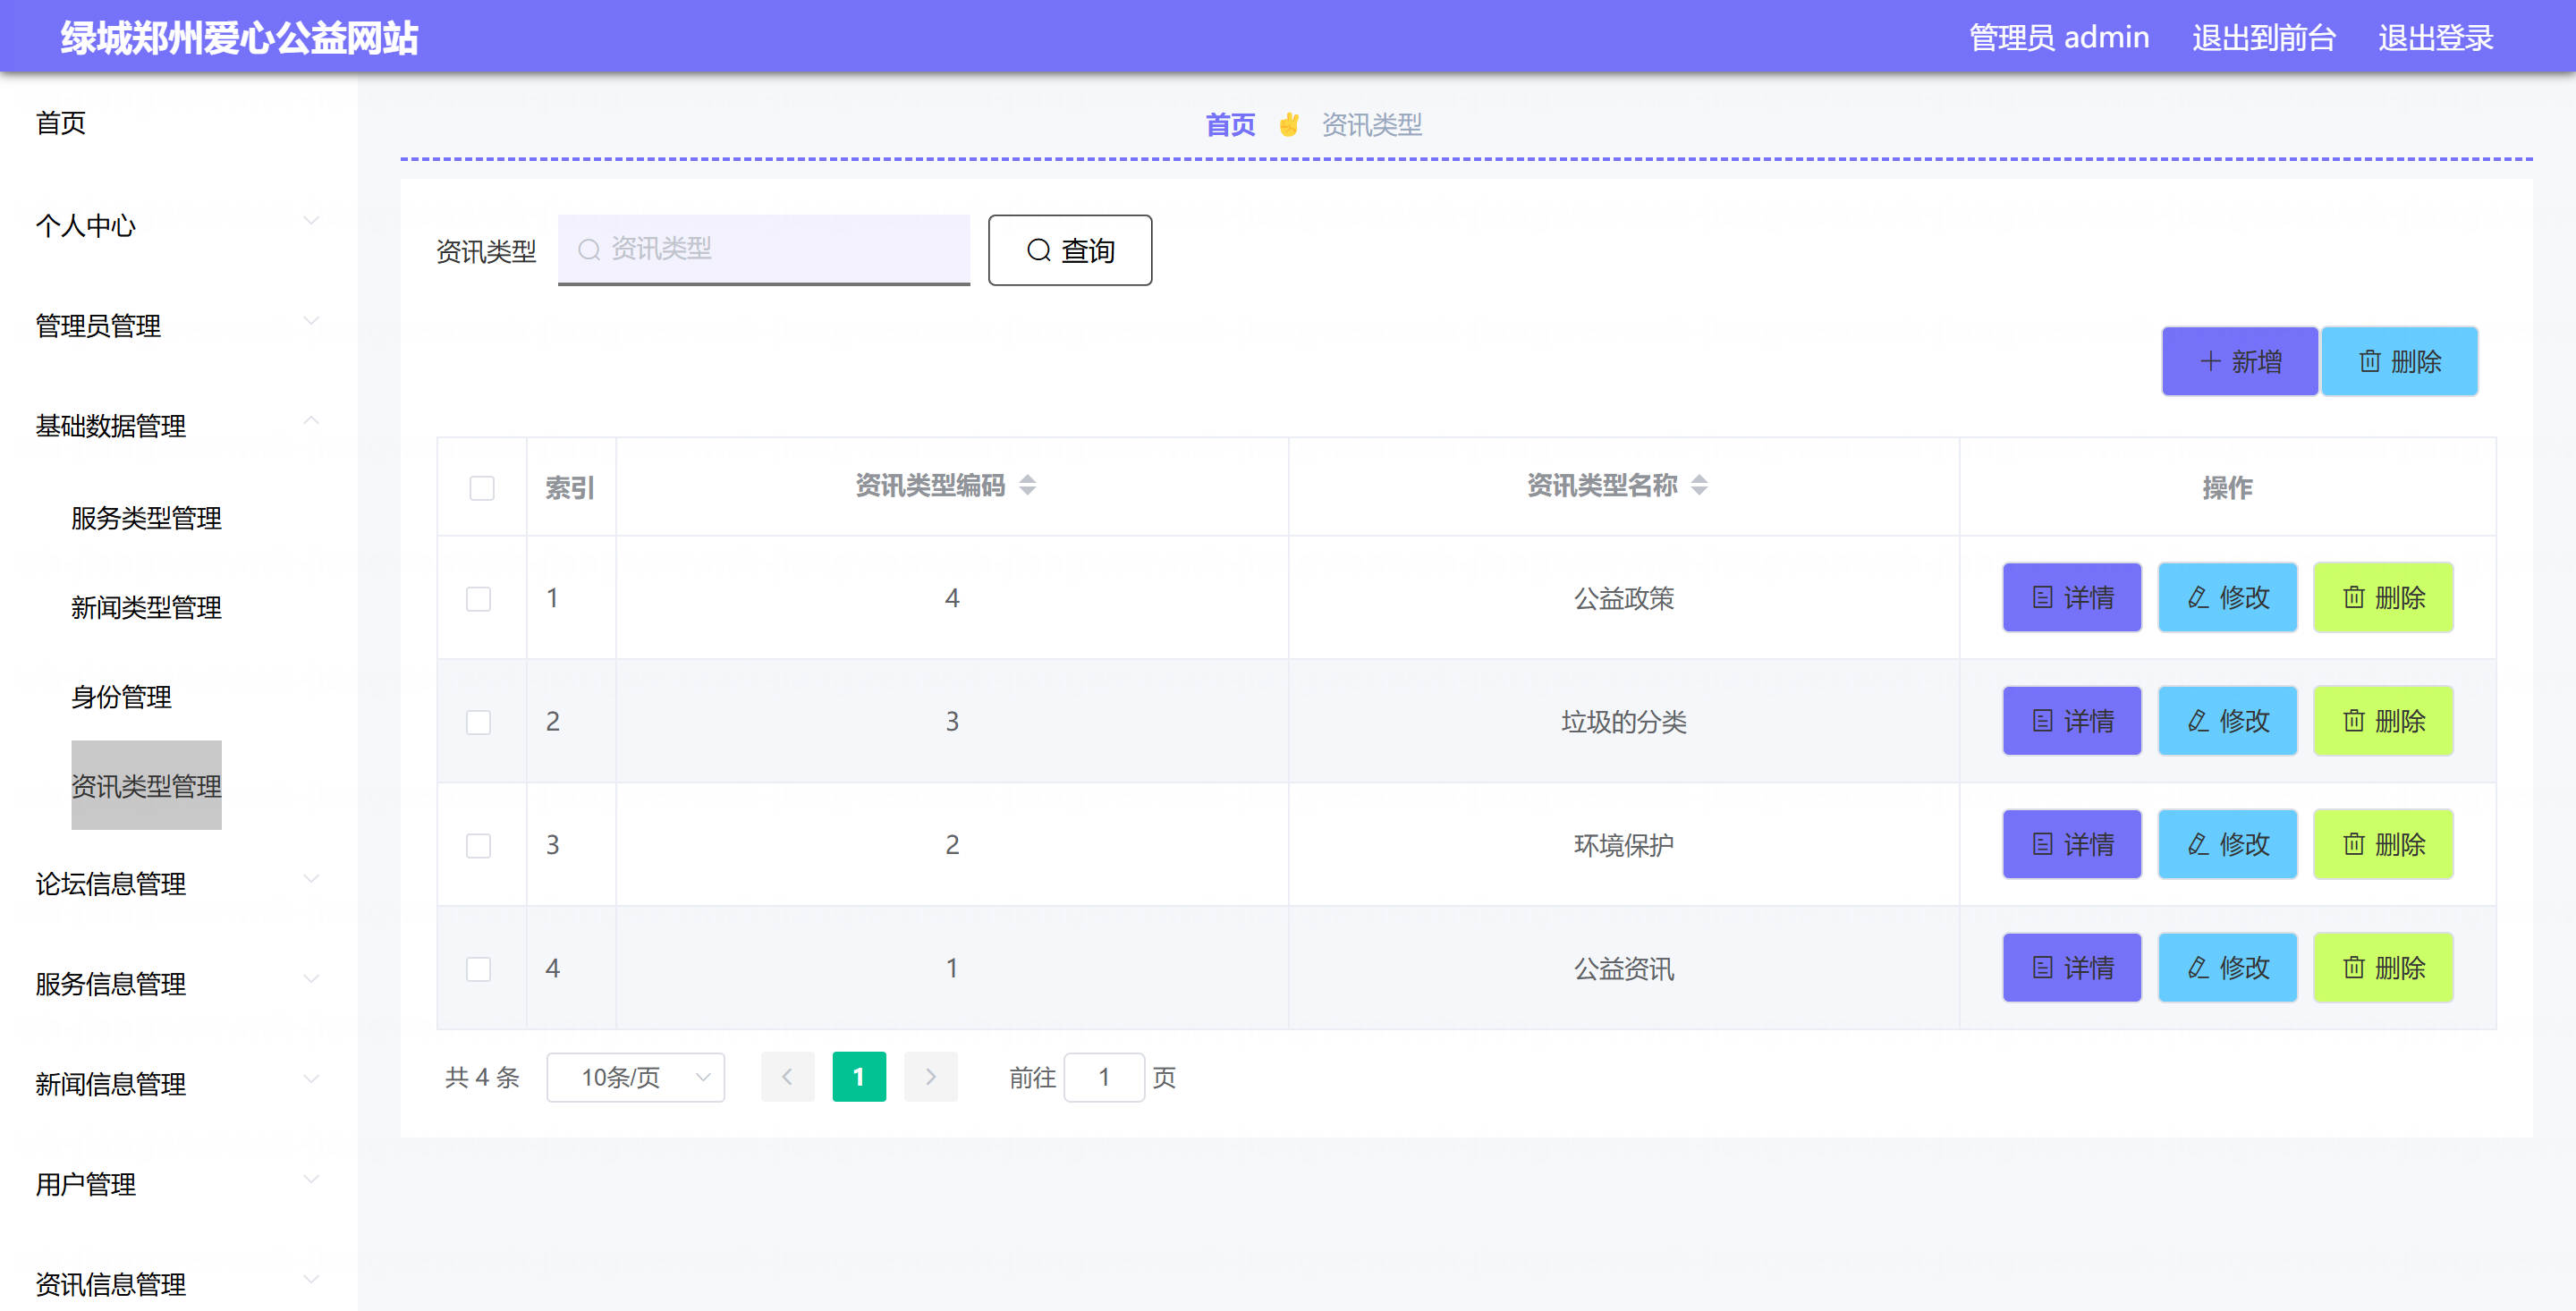 绿城郑州爱心公益网站
管理员 admin 退出到前台 退出登录
首页
个人中心
管理员管理
基础数据管理
服务类型管理
新闻类型管理
身份管理
资讯类型管理
论坛信息管理
服务信息管理
新闻信息管理
用户管理
资讯信息管理
首页 资讯类型
资讯类型 资讯类型 查询
新增 删除
索引 资讯类型编码 资讯类型名称 操作
1 4 公益政策 详情 修改 删除
2 3 垃圾的分类 详情 修改 删除
3 2 环境保护 详情 修改 删除
4 1 公益资讯 详情 修改 删除
共 4 条 10条/页 1 前往 1 页